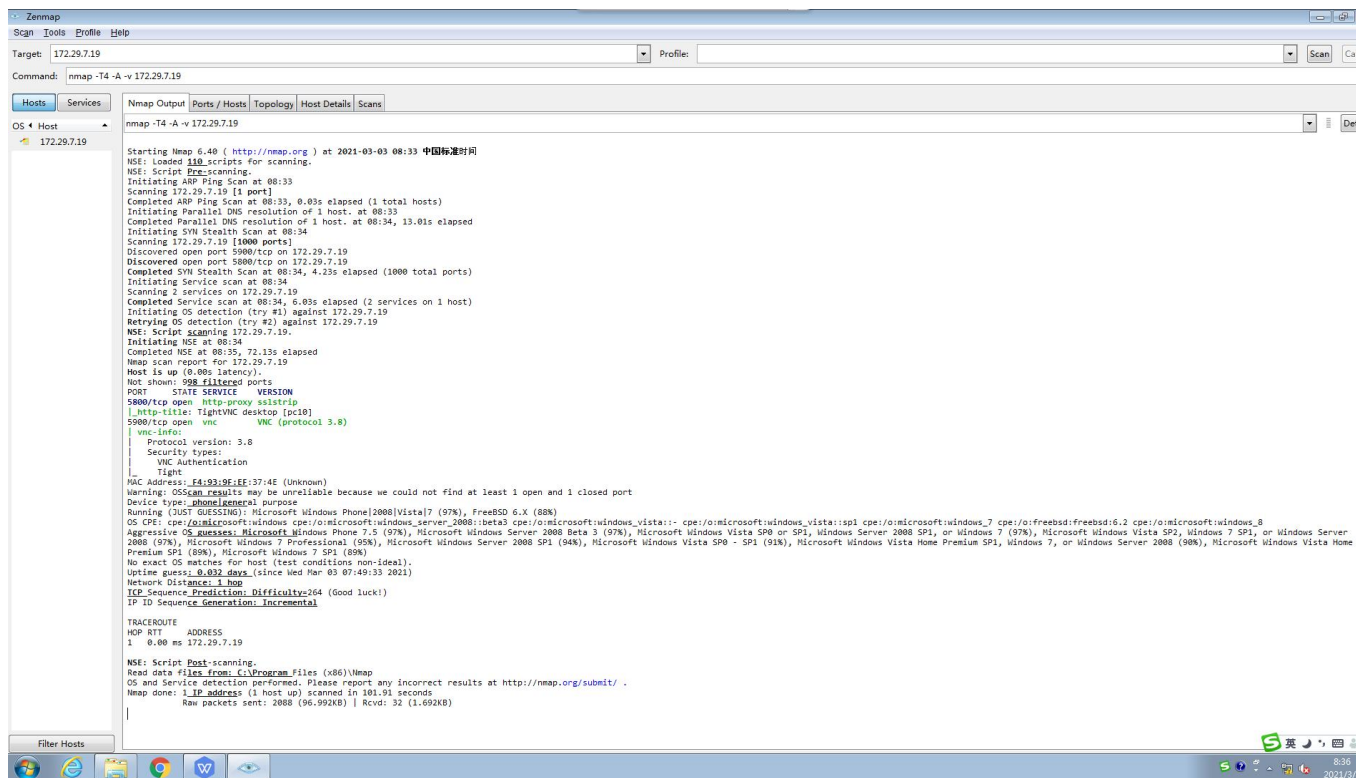 Zenmap
Scan Tools Profile Help
Target: 172.29.7.19 Profile: Scan
Command: nmap -T4 -A -v 172.29.7.19
Hosts Services Nmap Output Ports / Hosts Topology Host Details Scans
OS Host nmap -T4 -A -v 172.29.7.19
172.29.7.19
Starting Nmap 6.40 ( http://nmap.org ) at 2021-03-03 08:33 中国标准时间
NSE: Loaded 110 scripts for scanning.
NSE: Script Pre-scanning.
Initiating ARP Ping Scan at 08:33
Scanning 172.29.7.19 [1 port]
Completed ARP Ping Scan at 08:33, 0.03s elapsed (1 total hosts)
Initiating Parallel DNS resolution of 1 host. at 08:33
Completed Parallel DNS resolution of 1 host. at 08:34, 13.01s elapsed
Initiating SYN Stealth Scan at 08:34
Scanning 172.29.7.19 [1000 ports]
Discovered open port 5900/tcp on 172.29.7.19
Discovered open port 5800/tcp on 172.29.7.19
Completed SYN Stealth Scan at 08:34, 4.23s elapsed (1000 total ports)
Initiating Service scan at 08:34
Scanning 2 services on 172.29.7.19
Completed Service scan at 08:34, 6.03s elapsed (2 services on 1 host)
Initiating OS detection (try #1) against 172.29.7.19
Retrying OS detection (try #2) against 172.29.7.19
NSE: Script scanning 172.29.7.19.
Initiating NSE at 08:34
Completed NSE at 08:35, 72.13s elapsed
Nmap scan report for 172.29.7.19
Host is up (0.00s latency).
Not shown: 998 filtered ports
PORT STATE SERVICE VERSION
5800/tcp open http-proxy sslstrip
|_http-title: TightVNC desktop [pc10]
5900/tcp open vnc VNC (protocol 3.8)
| vnc-info:
| Protocol version: 3.8
| Security types:
| VNC Authentication
|_ Tight
MAC Address: F4:93:9F:EF:37:4E (Unknown)
Warning: OSScan results may be unreliable because we could not find at least 1 open and 1 closed port
Device type: phone|general purpose
Running (JUST GUESSING): Microsoft Windows Phone|2008|Vista|7 (97%), FreeBSD 6.X (88%)
OS CPE: cpe:/o:microsoft:windows cpe:/o:microsoft:windows_server_2008::beta3 cpe:/o:microsoft:windows_vista::- cpe:/o:microsoft:windows_vista::sp1 cpe:/o:microsoft:windows_7 cpe:/o:freebsd:freebsd:6.2 cpe:/o:microsoft:windows_8
Aggressive OS guesses: Microsoft Windows Phone 7.5 (97%), Microsoft Windows Server 2008 Beta 3 (97%), Microsoft Windows Vista SP0 or SP1, Windows Server 2008 SP1, or Windows 7 (97%), Microsoft Windows Vista SP2, Windows 7 SP1, or Windows Server
2008 (97%), Microsoft Windows 7 Professional (95%), Microsoft Windows Server 2008 SP1 (94%), Microsoft Windows Vista SP0 - SP1 (91%), Microsoft Windows Vista Home Premium SP1, Windows 7, or Windows Server 2008 (90%), Microsoft Windows Vista Home
Premium SP1 (89%), Microsoft Windows 7 SP1 (89%)
No exact OS matches for host (test conditions non-ideal).
Uptime guess: 0.032 days (since Wed Mar 03 07:49:33 2021)
Network Distance: 1 hop
TCP Sequence Prediction: Difficulty=264 (Good luck!)
IP ID Sequence Generation: Incremental
TRACEROUTE
HOP RTT ADDRESS
1 0.00 ms 172.29.7.19
NSE: Script Post-scanning.
Read data files from: C:\Program Files (x86)\Nmap
OS and Service detection performed. Please report any incorrect results at http://nmap.org/submit/ .
Nmap done: 1 IP address (1 host up) scanned in 101.91 seconds
Raw packets sent: 2088 (96.992KB) | Rcvd: 32 (1.692KB)
Filter Hosts
英
8:36